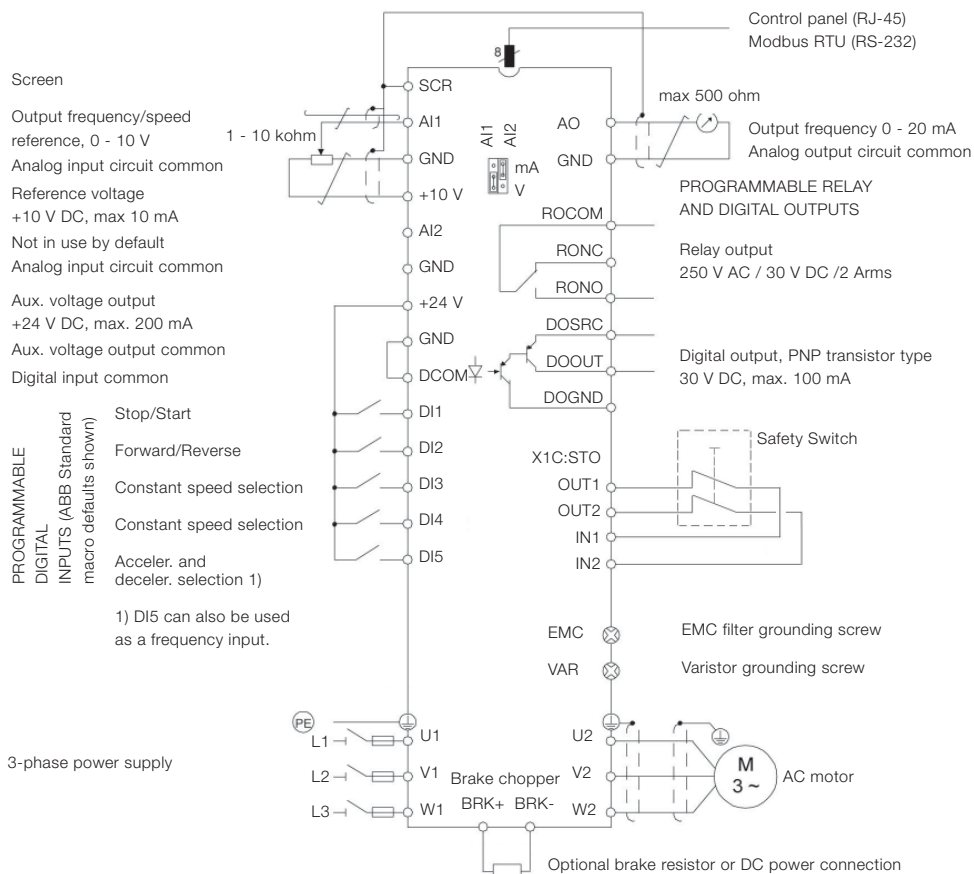 Control panel (RJ-45)
Modbus RTU (RS-232)
8
Screen
SCR
Output frequency/speed
reference, 0 - 10 V
1 - 10 kohm
AI1
Analog input circuit common
GND
Reference voltage
+10 V DC, max 10 mA
+10 V
Not in use by default
AI2
Analog input circuit common
GND
Aux. voltage output
+24 V DC, max. 200 mA
+24 V
Aux. voltage output common
GND
Digital input common
DCOM
PROGRAMMABLE
DIGITAL
INPUTS (ABB Standard
macro defaults shown)
Stop/Start
DI1
Forward/Reverse
DI2
Constant speed selection
DI3
Constant speed selection
DI4
Acceler. and
deceler. selection 1)
DI5
1) DI5 can also be used
as a frequency input.
AI1
AI2
mA
V
max 500 ohm
AO
GND
Output frequency 0 - 20 mA
Analog output circuit common
PROGRAMMABLE RELAY
AND DIGITAL OUTPUTS
ROCOM
RONC
RONO
Relay output
250 V AC / 30 V DC /2 Arms
DOSRC
DOOUT
DOGND
Digital output, PNP transistor type
30 V DC, max. 100 mA
Safety Switch
X1C:STO
OUT1
OUT2
IN1
IN2
EMC
EMC filter grounding screw
VAR
Varistor grounding screw
PE
3-phase power supply
L1
U1
L2
V1
L3
W1
Brake chopper
BRK+ BRK-
U2
V2
W2
M
3 ~
AC motor
Optional brake resistor or DC power connection